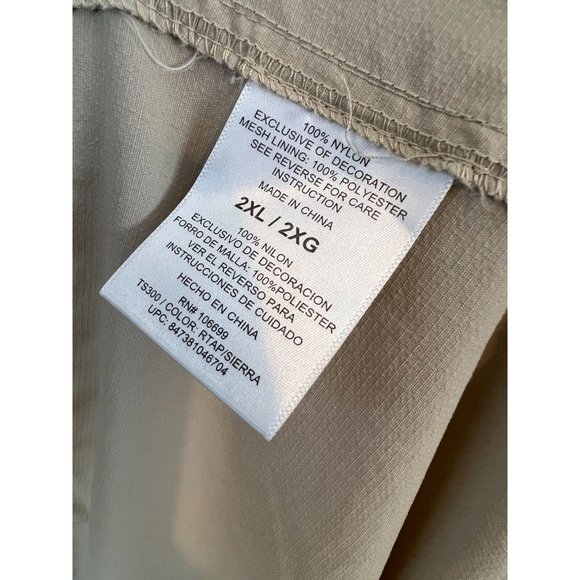 100% NYLON
EXCLUSIVE OF DECORATION
MESH LINING: 100% POLYESTER
SEE REVERSE FOR CARE
INSTRUCTION
MADE IN CHINA
2XL / 2XG
100% NILON
EXCLUSIVO DE DECORACION
FORRO DE MALLA: 100%POLIESTER
VER EL REVERSO PARA
INSTRUCCIONES DE CUIDADO
HECHO EN CHINA
RN# 106699
TS300 / COLOR: RTAP/SIERRA
UPC: 847381046704